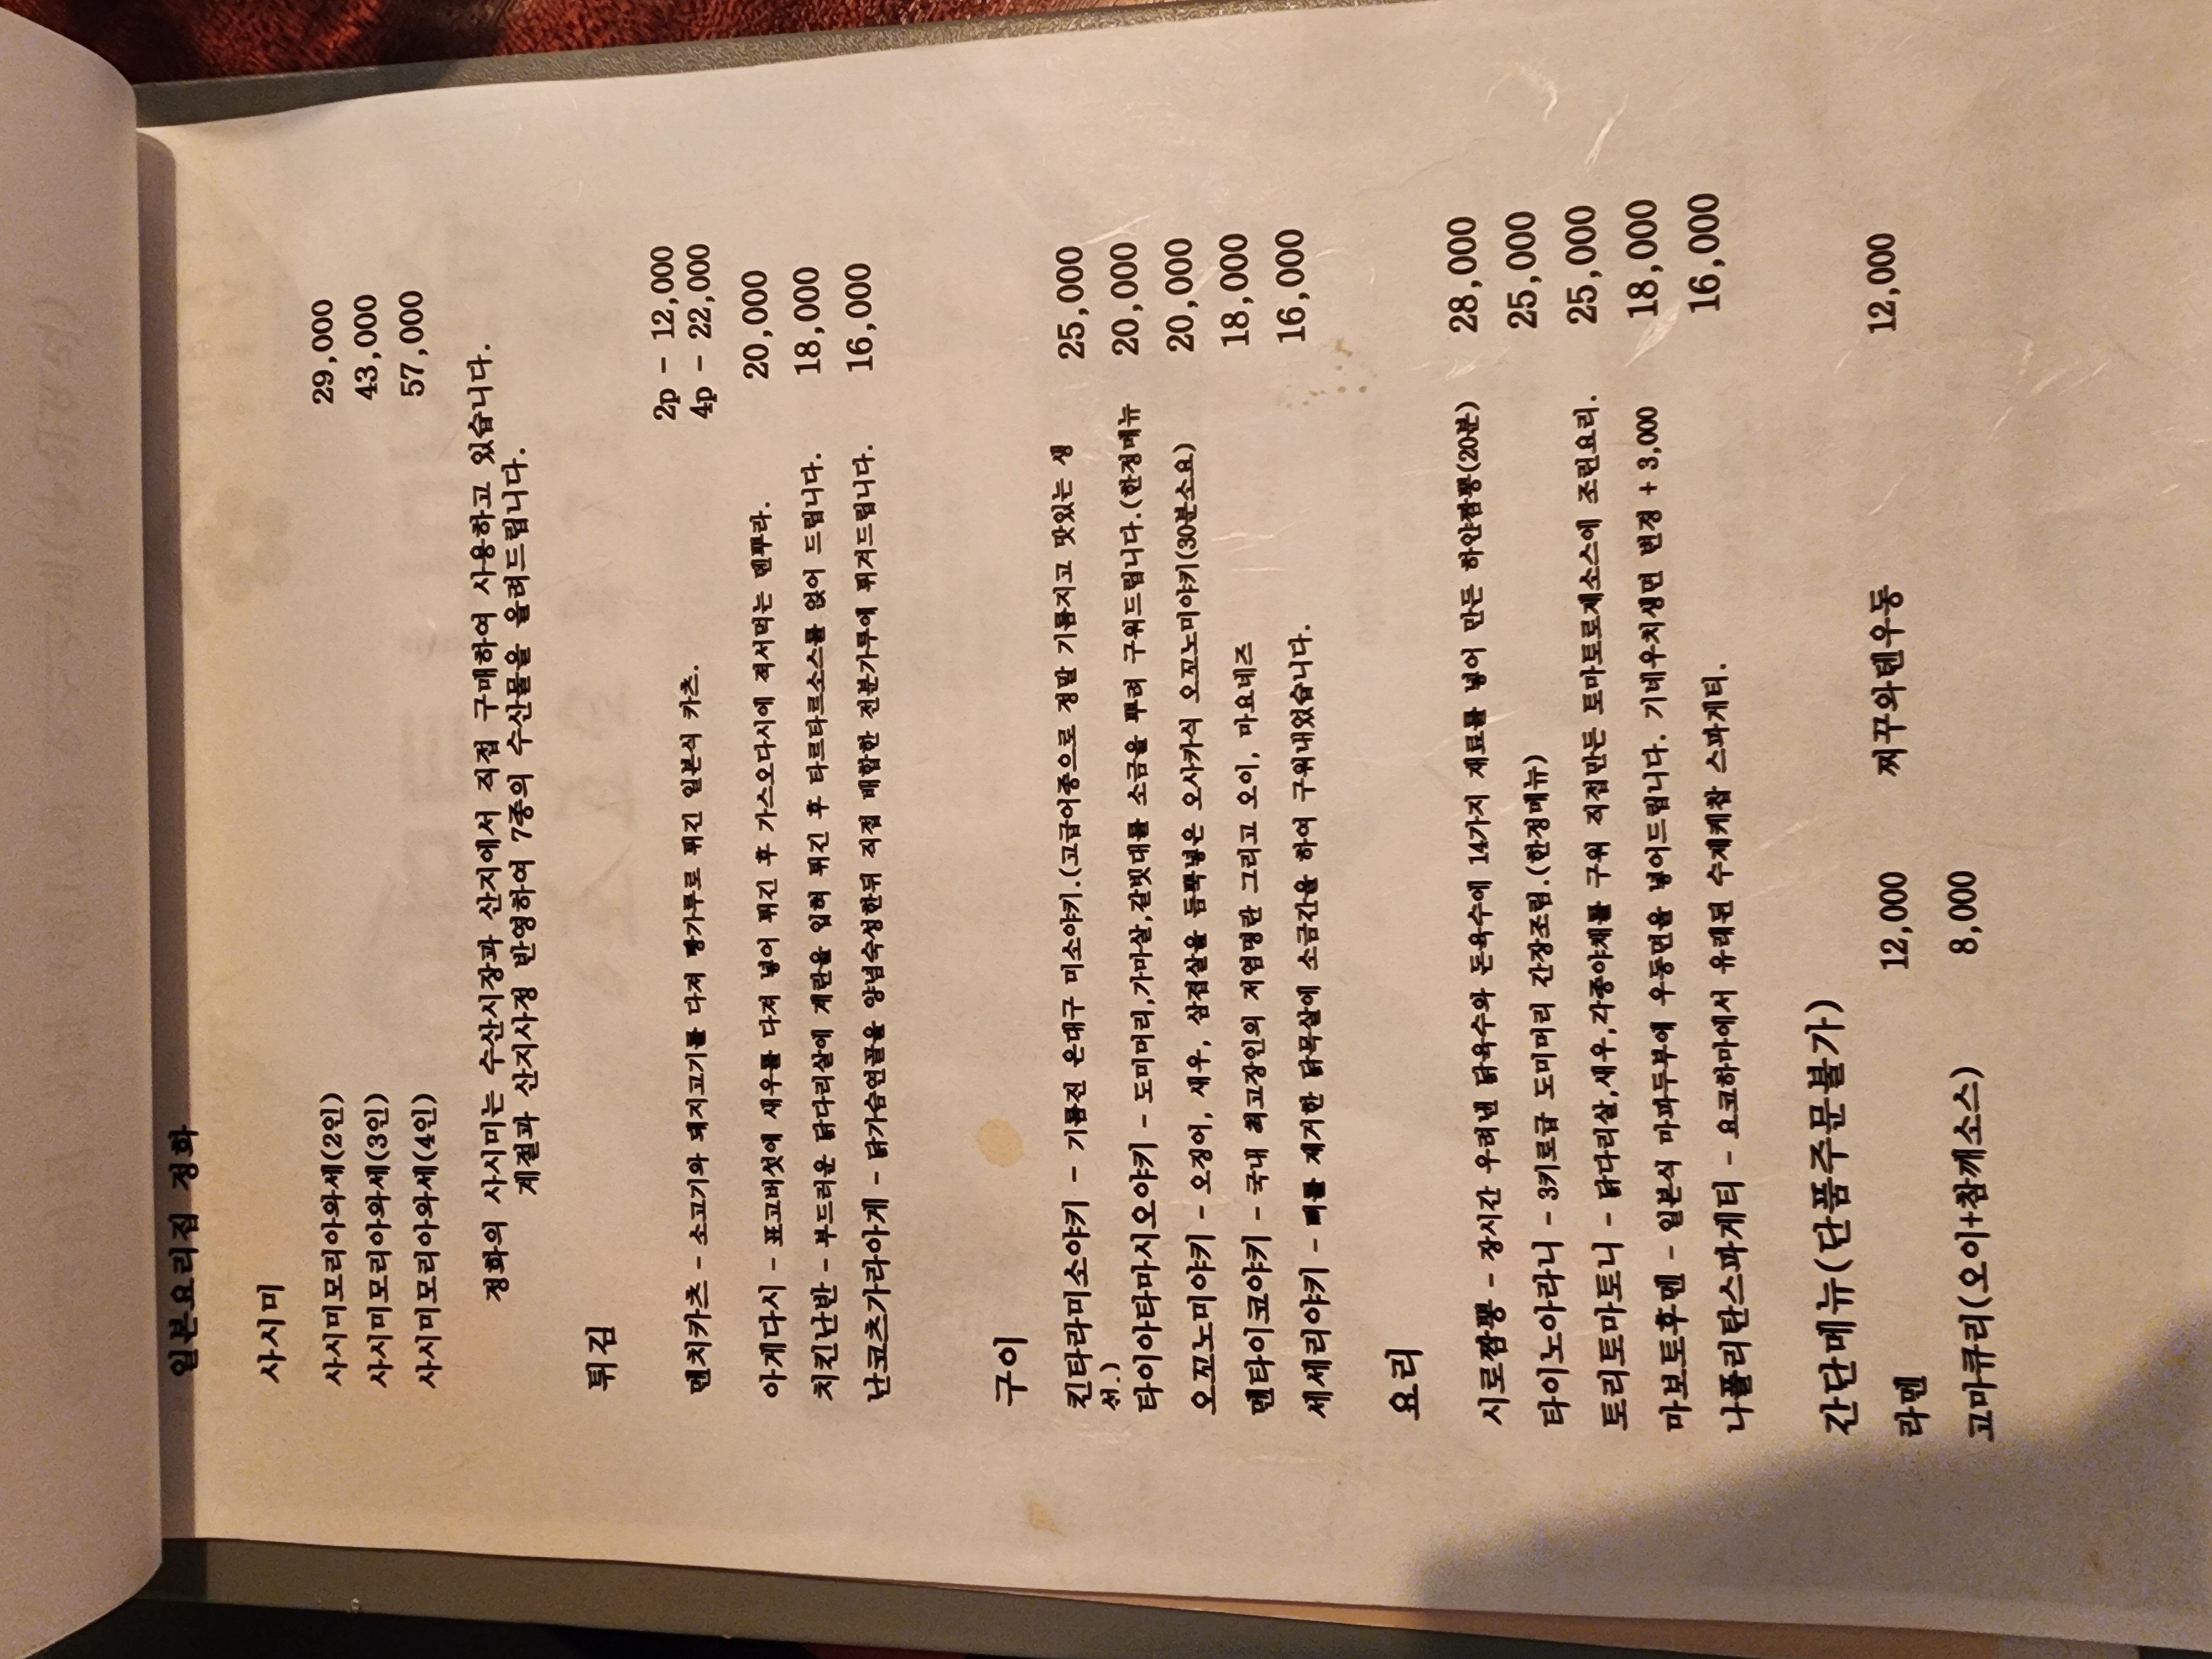 일본요리집 정화
사시미
사시미모리아와세(2인) 29,000
사시미모리아와세(3인) 43,000
사시미모리아와세(4인) 57,000
정화의 사시미는 수산시장과 산지에서 직접 구매하여 사용하고 있습니다.
계절과 산지사정 반영하여 7종의 수산물을 올려드립니다.
튀김
2p - 12,000
멘치카츠 - 소고기와 돼지고기를 다져 빵가루로 튀긴 일본식 카츠. 4p - 22,000
아게다시 - 표고버섯에 새우를 다져 넣어 튀긴 후 가스오다시에 적셔먹는 덴뿌라. 20,000
치킨난반 - 부드러운 닭다리살에 계란을 입혀 튀긴 후 타르타르소스를 얹어 드립니다. 18,000
난코츠가라아게 - 닭가슴연골을 양념숙성한뒤 직접 배합한 전분가루에 튀겨드립니다. 16,000
구이
킨타라미소야키 - 기름진 은대구 미소야키.(고급어종으로 정말 기름지고 맛있는 생 25,000
선.)
타이아타마시오야키 - 도미머리,가마살,갈빗대를 소금을 뿌려 구워드립니다.(한정메뉴 20,000
오꼬노미야키 - 오징어, 새우, 삼겹살을 듬뿍넣은 오사카식 오꼬노미야키(30분소요) 20,000
멘타이코야키 - 국내 최고장인의 저염명란 그리고 오이, 마요네즈 18,000
세세리야키 - 뼈를 제거한 닭목살에 소금간을 하여 구워내었습니다. 16,000
요리
시로짬뽕 - 장시간 우려낸 닭육수와 돈육수에 14가지 재료를 넣어 만든 하얀짬뽕(20분) 28,000
타이노아라니 - 3키로급 도미머리 간장조림.(한정메뉴) 25,000
토리토마토니 - 닭다리살,새우,각종야채를 구워 직접만든 토마토로제소스에 조린요리. 25,000
마보토후멘 - 일본식 마파두부에 우동면을 넣어드립니다. 기네우치생면 변경 + 3,000 18,000
나폴리탄스파게티 - 요코하마에서 유래된 수제케찹 스파게티. 16,000
간단메뉴(단품주문불가)
라멘 12,000 찌꾸와텐우동 12,000
고마큐리(오이+참깨소스) 8,000